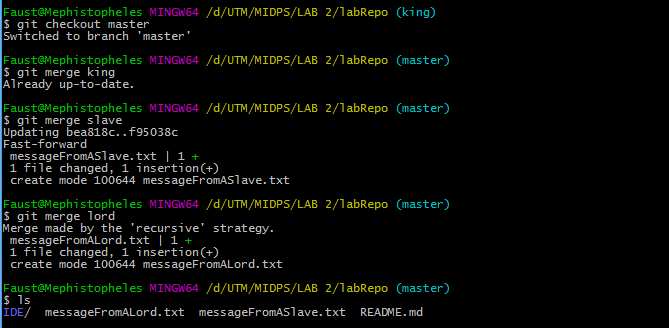 Faust@Mephistopheles MINGW64 /d/UTM/MIDPS/LAB 2/labRepo (king)
$ git checkout master
Switched to branch 'master'
Faust@Mephistopheles MINGW64 /d/UTM/MIDPS/LAB 2/labRepo (master)
$ git merge king
Already up-to-date.
Faust@Mephistopheles MINGW64 /d/UTM/MIDPS/LAB 2/labRepo (master)
$ git merge slave
Updating bea818c..f95038c
Fast-forward
 messageFromASlave.txt | 1 +
 1 file changed, 1 insertion(+)
 create mode 100644 messageFromASlave.txt
Faust@Mephistopheles MINGW64 /d/UTM/MIDPS/LAB 2/labRepo (master)
$ git merge lord
Merge made by the 'recursive' strategy.
 messageFromALord.txt | 1 +
 1 file changed, 1 insertion(+)
 create mode 100644 messageFromALord.txt
Faust@Mephistopheles MINGW64 /d/UTM/MIDPS/LAB 2/labRepo (master)
$ ls
IDE/  messageFromALord.txt  messageFromASlave.txt  README.md